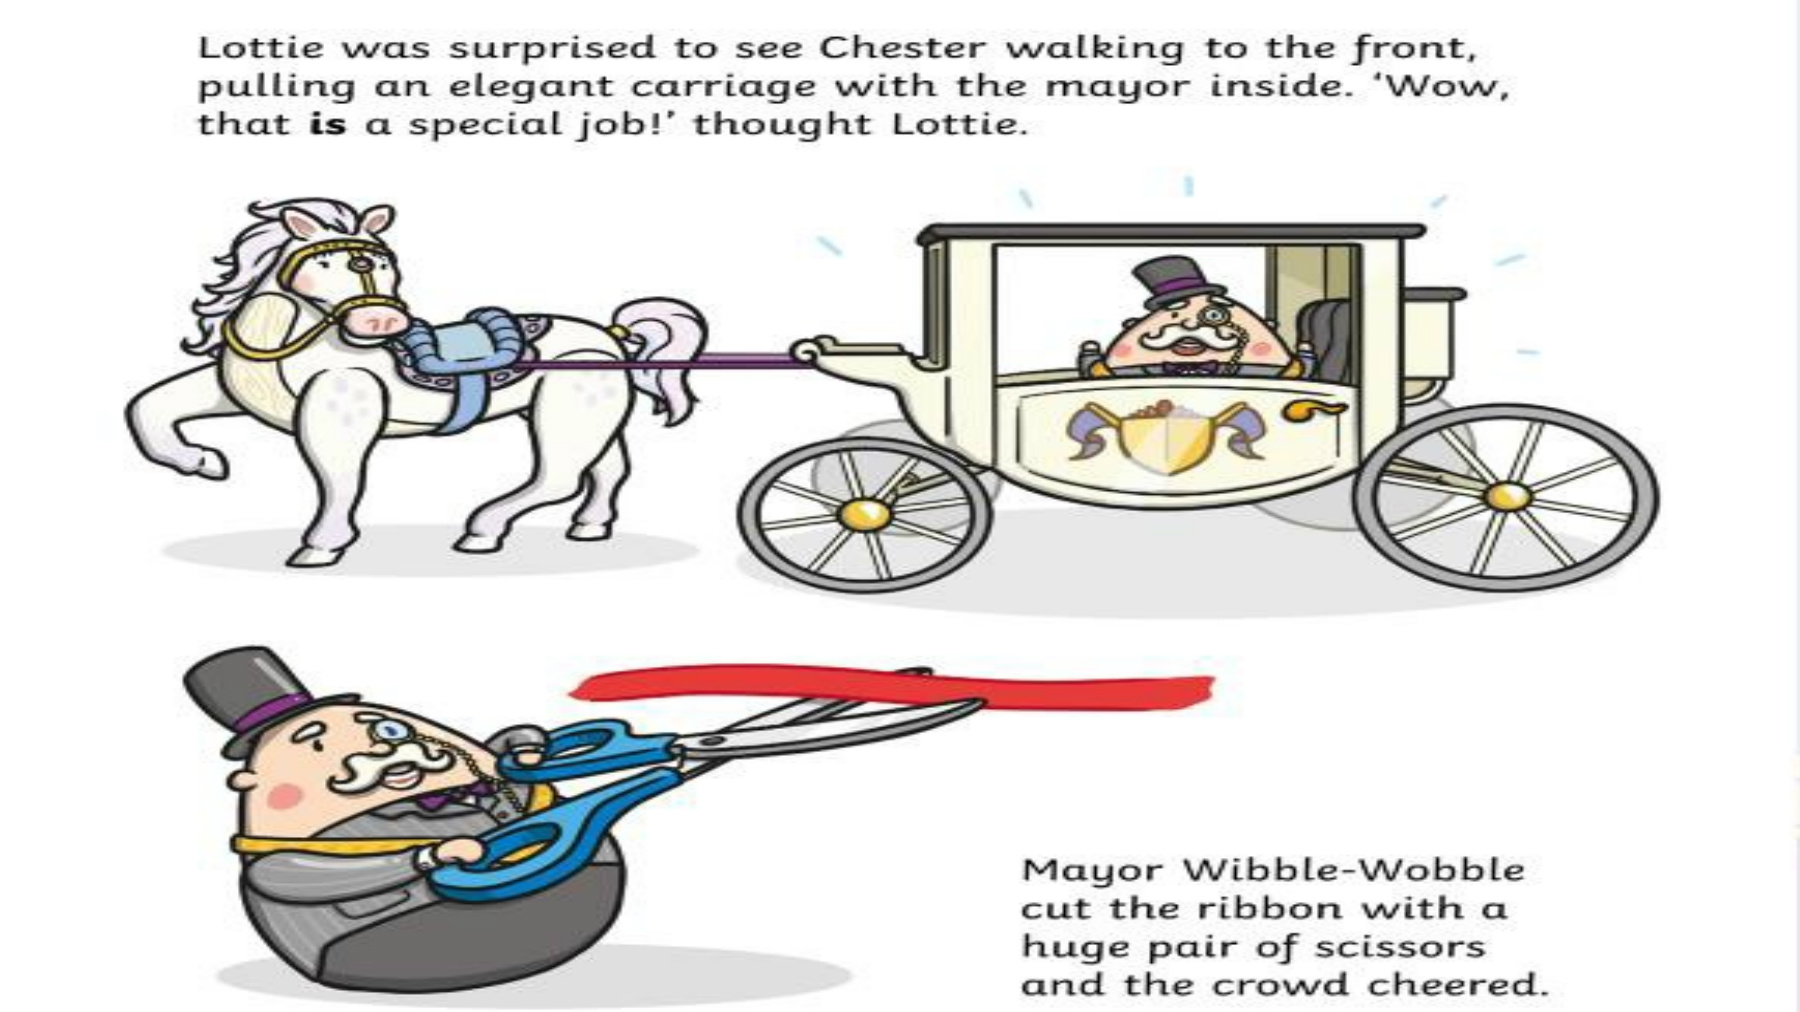 Lottie was surprised to see Chester walking to the front,
pulling an elegant carriage with the mayor inside. ‘Wow,
that is a special job!’ thought Lottie.
Mayor Wibble-Wobble
cut the ribbon with a
huge pair of scissors
and the crowd cheered.